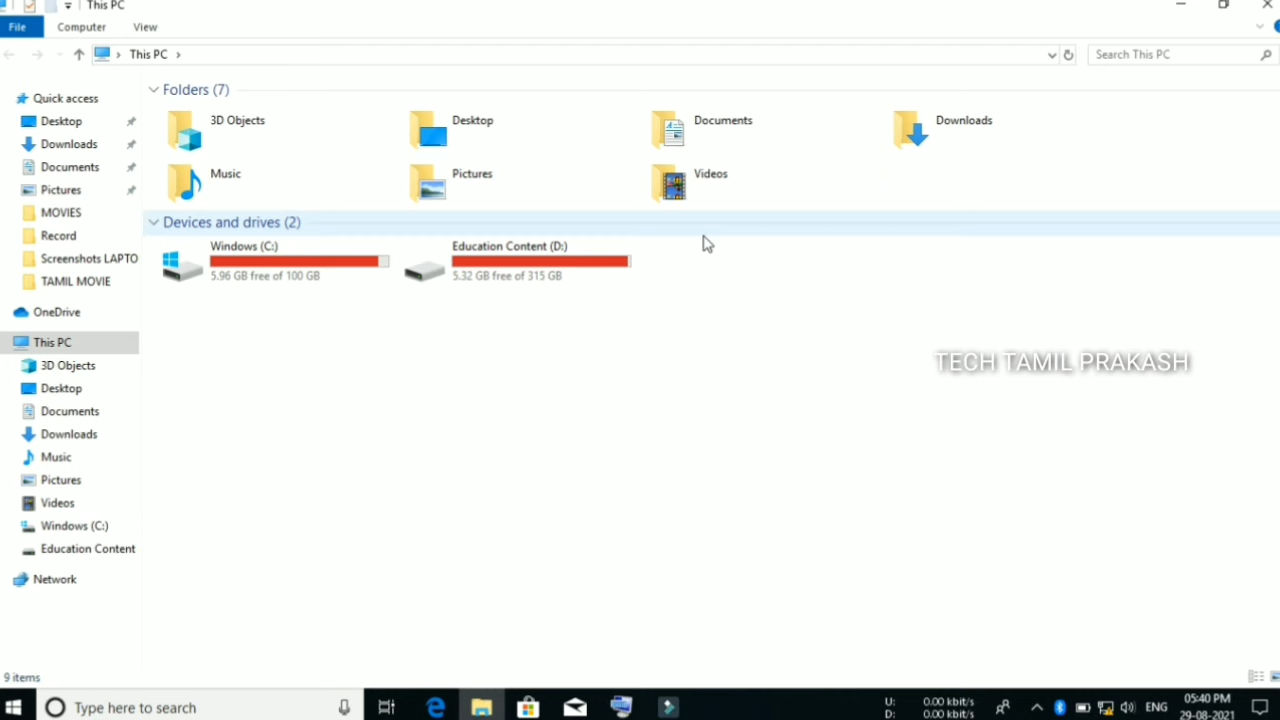 This PC
File Computer View
This PC
Search This PC
Folders (7)
3D Objects
Desktop
Documents
Downloads
Music
Pictures
Videos
Devices and drives (2)
Windows (C:)
5.96 GB free of 100 GB
Education Content (D:)
5.32 GB free of 315 GB
Quick access
Desktop
Downloads
Documents
Pictures
MOVIES
Record
Screenshots LAPTO
TAMIL MOVIE
OneDrive
This PC
3D Objects
Desktop
Documents
Downloads
Music
Pictures
Videos
Windows (C:)
Education Content
Network
TECH TAMIL PRAKASH
9 items
Type here to search
U: 0.00 kbit/s
D: 0.00 kbit/s
ENG
05:40 PM
29-08-2021